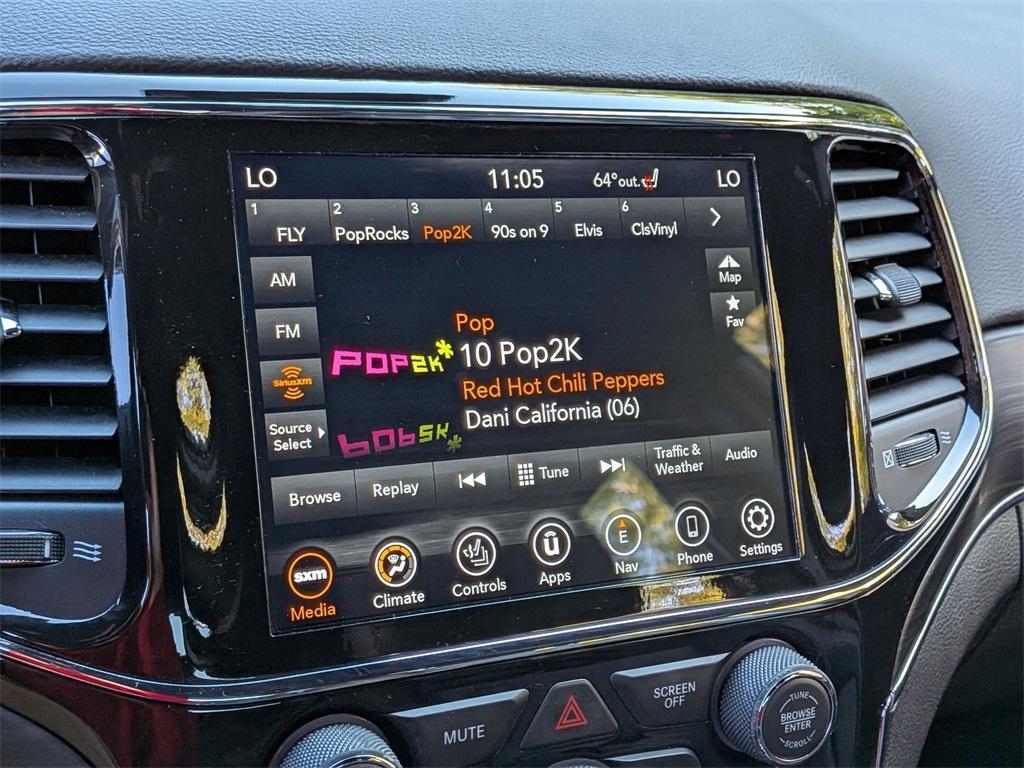 LO 11:05 64°out. LO
1 FLY 2 PopRocks 3 Pop2K 4 90s on 9 5 Elvis 6 ClsVinyl
AM
Map
FM
Fav
Pop
POP2K*
10 Pop2K
SiriusXM
Red Hot Chili Peppers
Dani California (06)
Source
Select
Browse Replay Tune Traffic &
Weather Audio
E
sxm
Media Climate Controls Apps Nav Phone Settings
MUTE
SCREEN
OFF
TUNE
BROWSE
ENTER
SCROLL